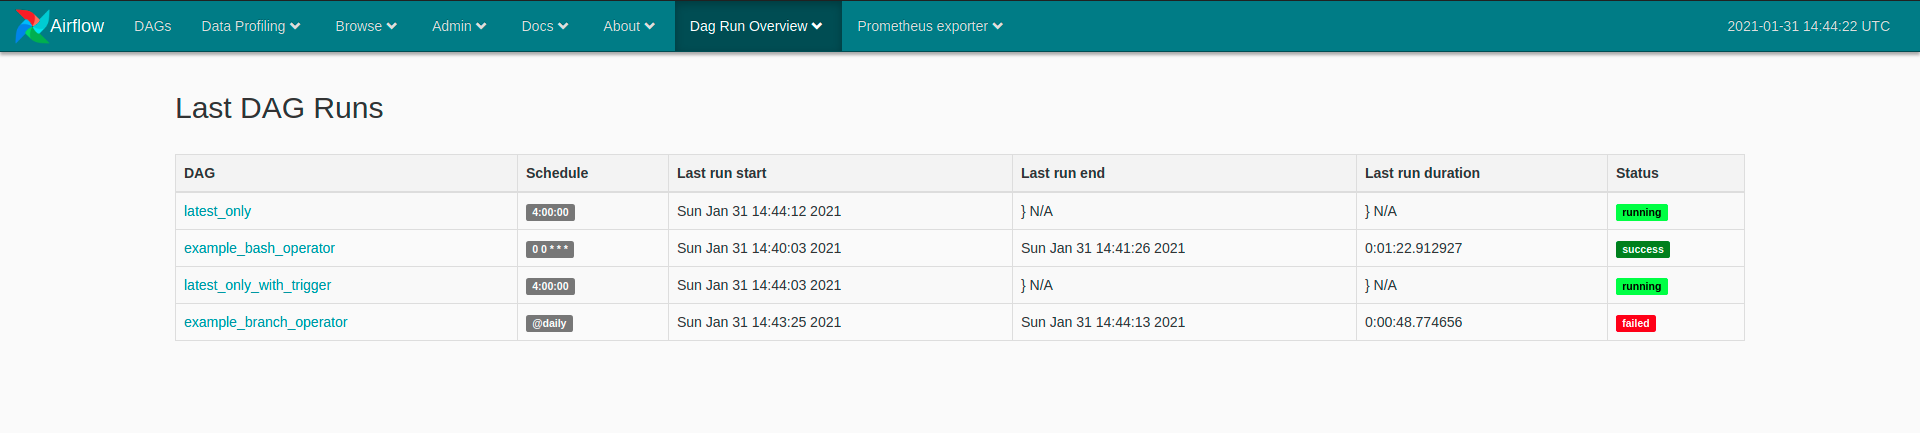 Airflow DAGs Data Profiling Browse Admin Docs About Dag Run Overview Prometheus exporter 2021-01-31 14:44:22 UTC
Last DAG Runs
DAG Schedule Last run start Last run end Last run duration Status
latest_only 4:00:00 Sun Jan 31 14:44:12 2021 } N/A } N/A running
example_bash_operator 0 0 * * * Sun Jan 31 14:40:03 2021 Sun Jan 31 14:41:26 2021 0:01:22.912927 success
latest_only_with_trigger 4:00:00 Sun Jan 31 14:44:03 2021 } N/A } N/A running
example_branch_operator @daily Sun Jan 31 14:43:25 2021 Sun Jan 31 14:44:13 2021 0:00:48.774656 failed